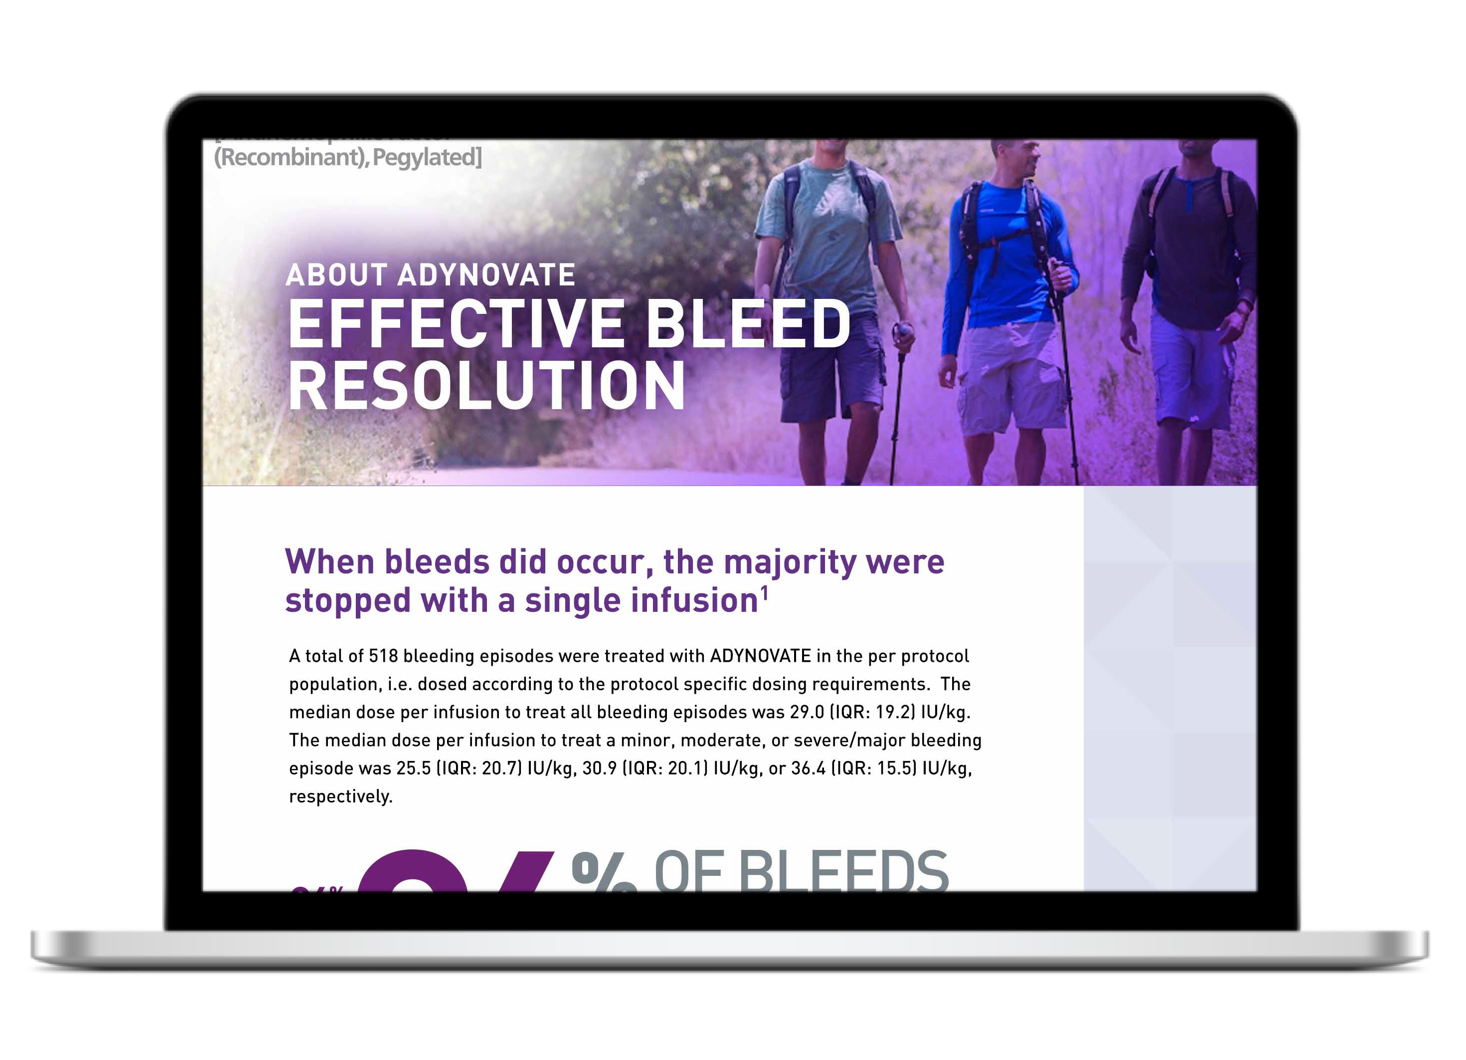 (Recombinant), Pegylated]
ABOUT ADYNOVATE
EFFECTIVE BLEED
RESOLUTION
When bleeds did occur, the majority were
stopped with a single infusion¹
A total of 518 bleeding episodes were treated with ADYNOVATE in the per protocol
population, i.e. dosed according to the protocol specific dosing requirements. The
median dose per infusion to treat all bleeding episodes was 29.0 (IQR: 19.2) IU/kg.
The median dose per infusion to treat a minor, moderate, or severe/major bleeding
episode was 25.5 (IQR: 20.7) IU/kg, 30.9 (IQR: 20.1) IU/kg, or 36.4 (IQR: 15.5) IU/kg,
respectively.
% OF BLEEDS